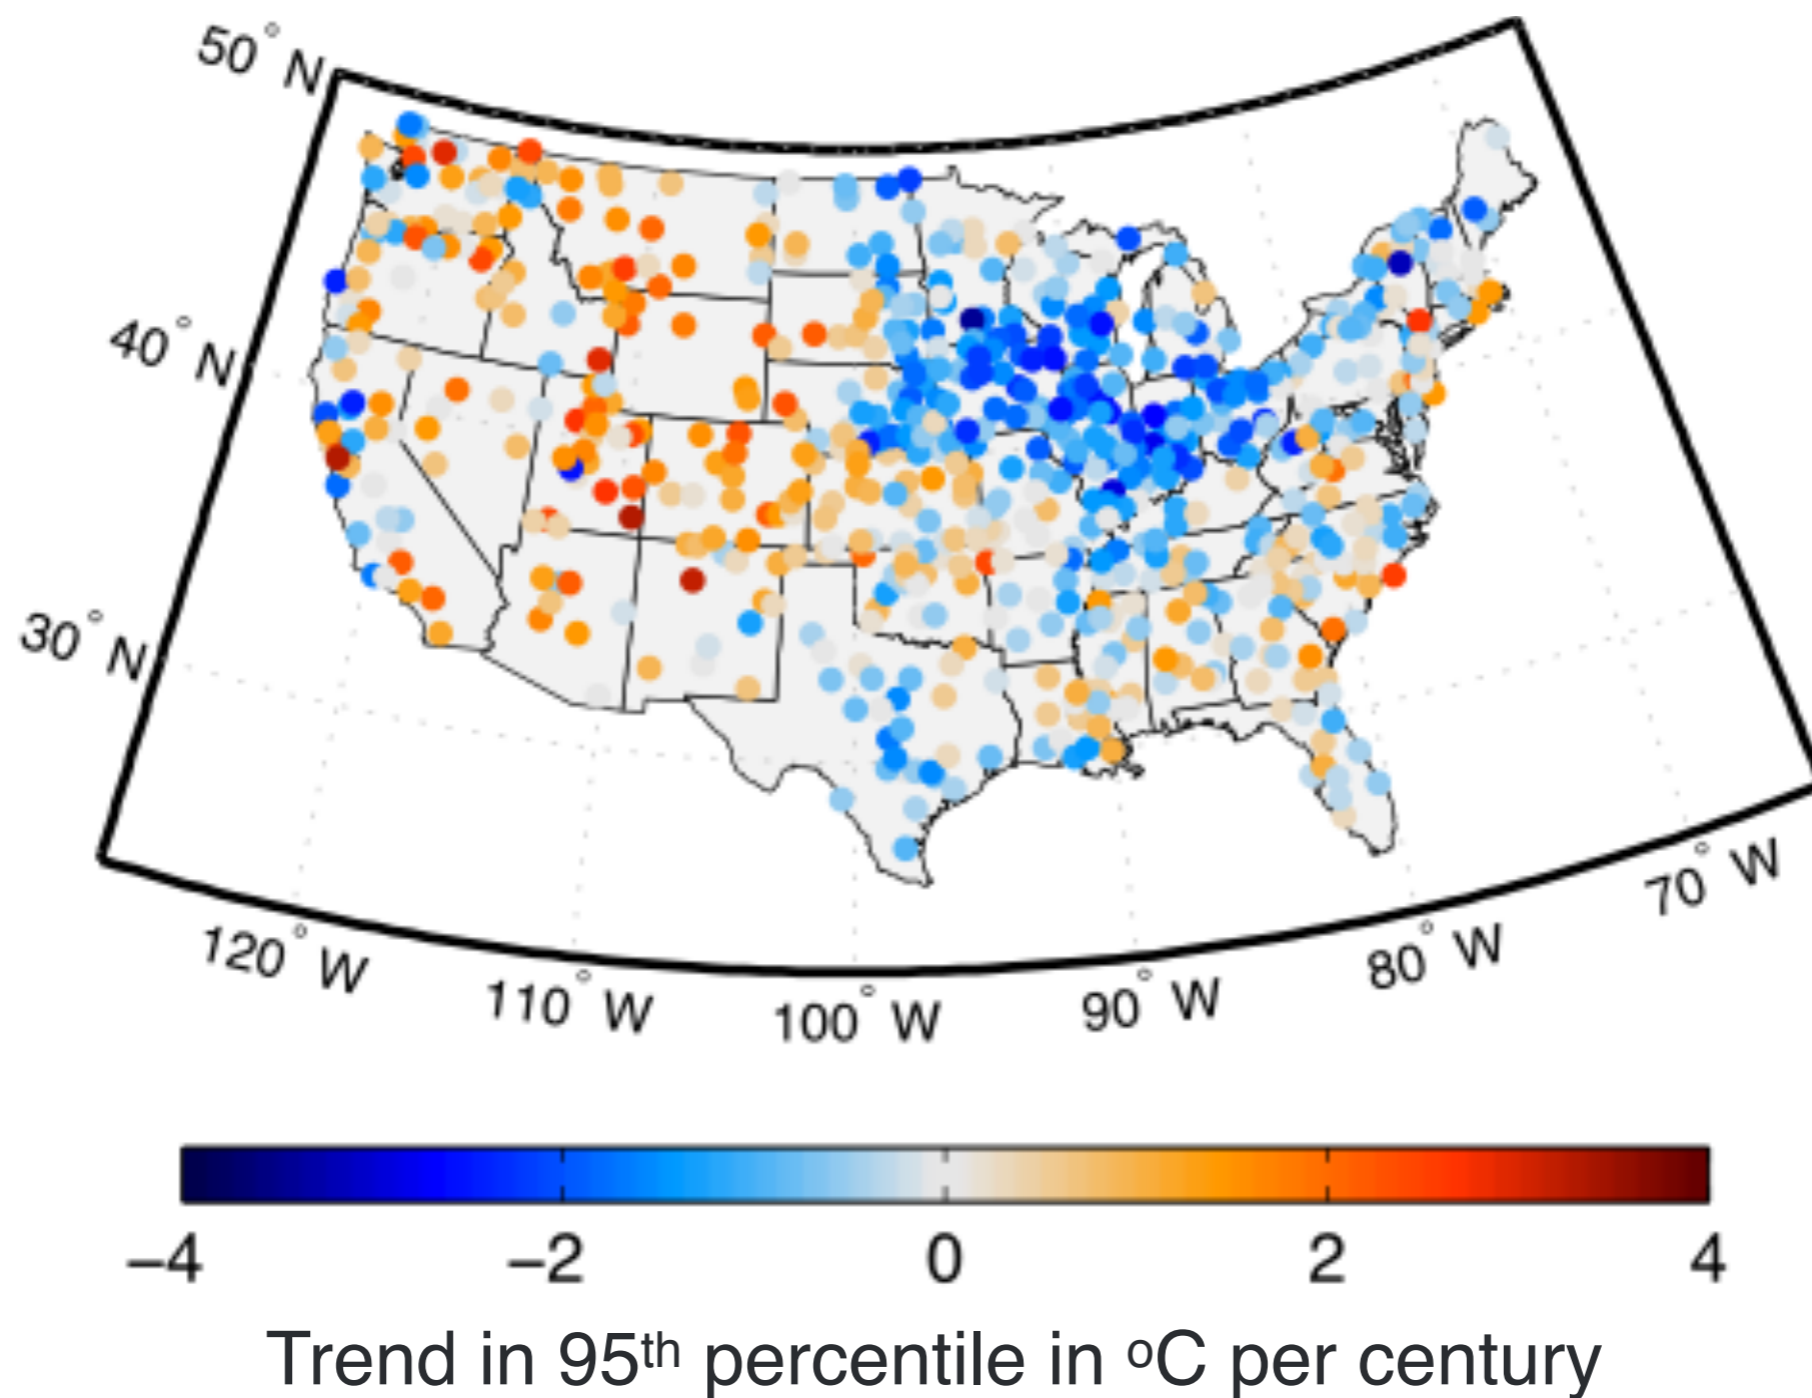 50° N
40° N
30° N
120° W
110° W
100° W
90° W
80° W
70° W
−4 −2 0 2 4
Trend in 95th percentile in °C per century